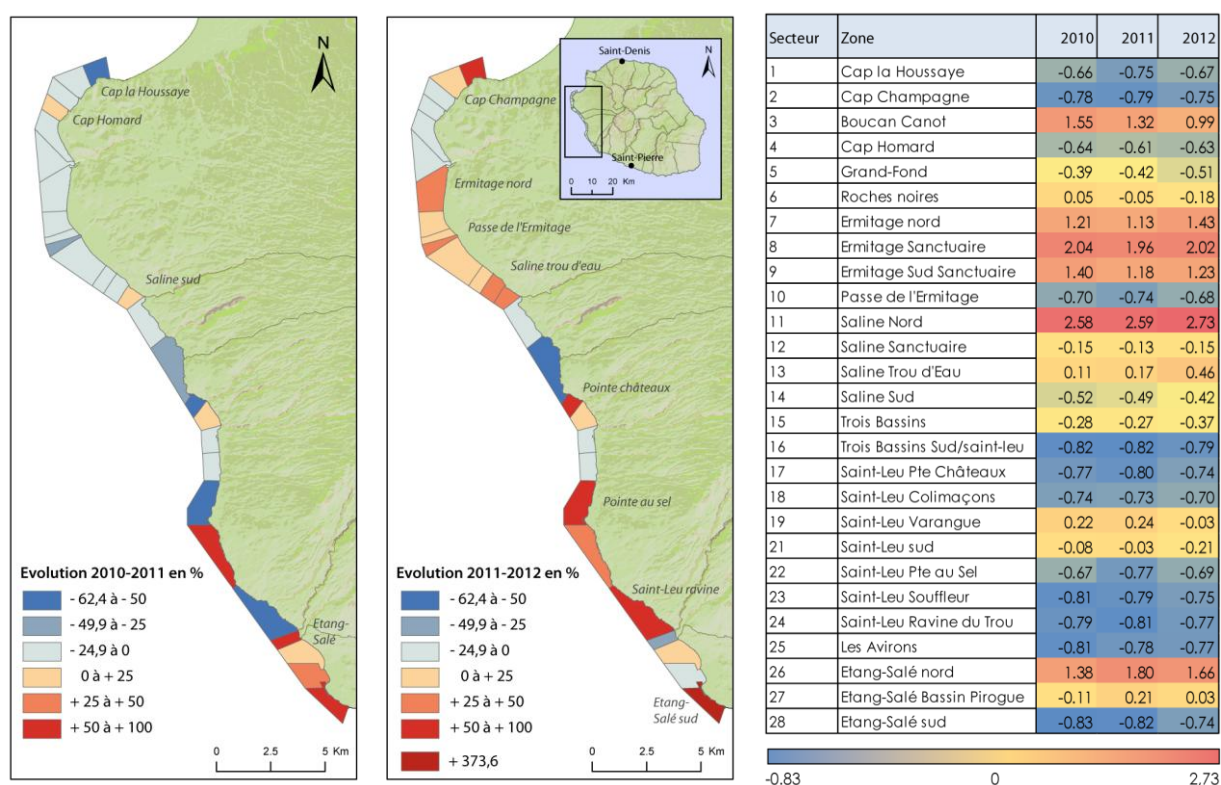 N
Cap la Houssaye
Cap Homard
Saline sud
Etang-
Salé
Evolution 2010-2011 en %
- 62,4 à - 50
- 49,9 à - 25
- 24,9 à 0
0 à + 25
+ 25 à + 50
+ 50 à + 100
0 2.5 5 Km
Saint-Denis
N
Saint-Pierre
0 10 20 Km
Cap Champagne
Ermitage nord
Passe de l'Ermitage
Saline trou d'eau
Pointe châteaux
Pointe au sel
Saint-Leu ravine
Etang-
Salé sud
Evolution 2011-2012 en %
- 62,4 à - 50
- 49,9 à - 25
- 24,9 à 0
0 à + 25
+ 25 à + 50
+ 50 à + 100
+ 373,6
0 2.5 5 Km
Secteur Zone 2010 2011 2012
1 Cap la Houssaye -0.66 -0.75 -0.67
2 Cap Champagne -0.78 -0.79 -0.75
3 Boucan Canot 1.55 1.32 0.99
4 Cap Homard -0.64 -0.61 -0.63
5 Grand-Fond -0.39 -0.42 -0.51
6 Roches noires 0.05 -0.05 -0.18
7 Ermitage nord 1.21 1.13 1.43
8 Ermitage Sanctuaire 2.04 1.96 2.02
9 Ermitage Sud Sanctuaire 1.40 1.18 1.23
10 Passe de l'Ermitage -0.70 -0.74 -0.68
11 Saline Nord 2.58 2.59 2.73
12 Saline Sanctuaire -0.15 -0.13 -0.15
13 Saline Trou d'Eau 0.11 0.17 0.46
14 Saline Sud -0.52 -0.49 -0.42
15 Trois Bassins -0.28 -0.27 -0.37
16 Trois Bassins Sud/saint-leu -0.82 -0.82 -0.79
17 Saint-Leu Pte Châteaux -0.77 -0.80 -0.74
18 Saint-Leu Colimaçons -0.74 -0.73 -0.70
19 Saint-Leu Varangue 0.22 0.24 -0.03
21 Saint-Leu sud -0.08 -0.03 -0.21
22 Saint-Leu Pte au Sel -0.67 -0.77 -0.69
23 Saint-Leu Souffleur -0.81 -0.79 -0.75
24 Saint-Leu Ravine du Trou -0.79 -0.81 -0.77
25 Les Avirons -0.81 -0.78 -0.77
26 Etang-Salé nord 1.38 1.80 1.66
27 Etang-Salé Bassin Pirogue -0.11 0.21 0.03
28 Etang-Salé sud -0.83 -0.82 -0.74
-0.83 0 2.73